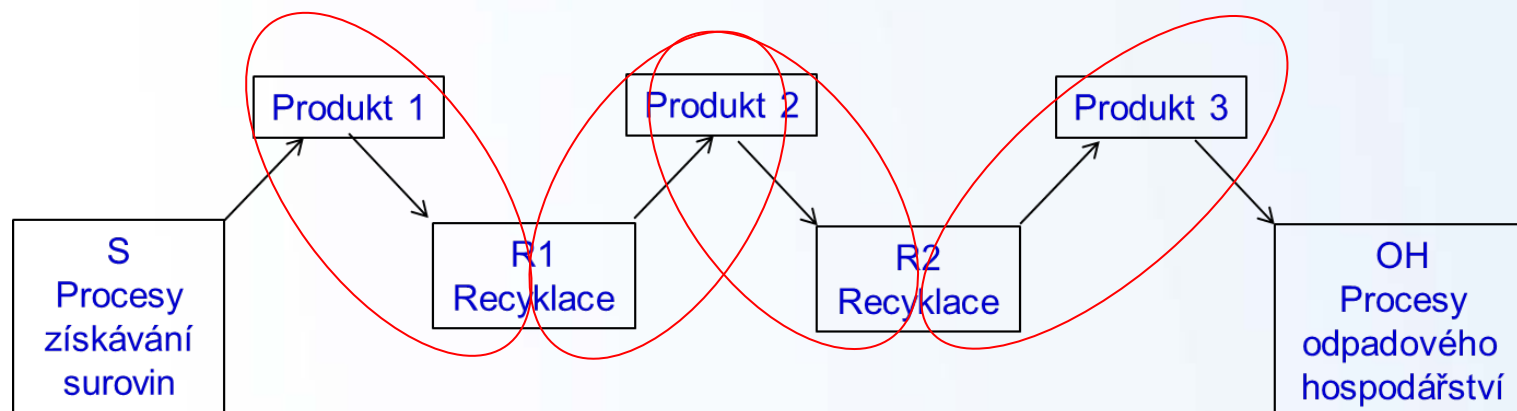 Produkt 1
Produkt 2
Produkt 3
S
Procesy
získávání
surovin
R1
Recyklace
R2
Recyklace
OH
Procesy
odpadového
hospodářství